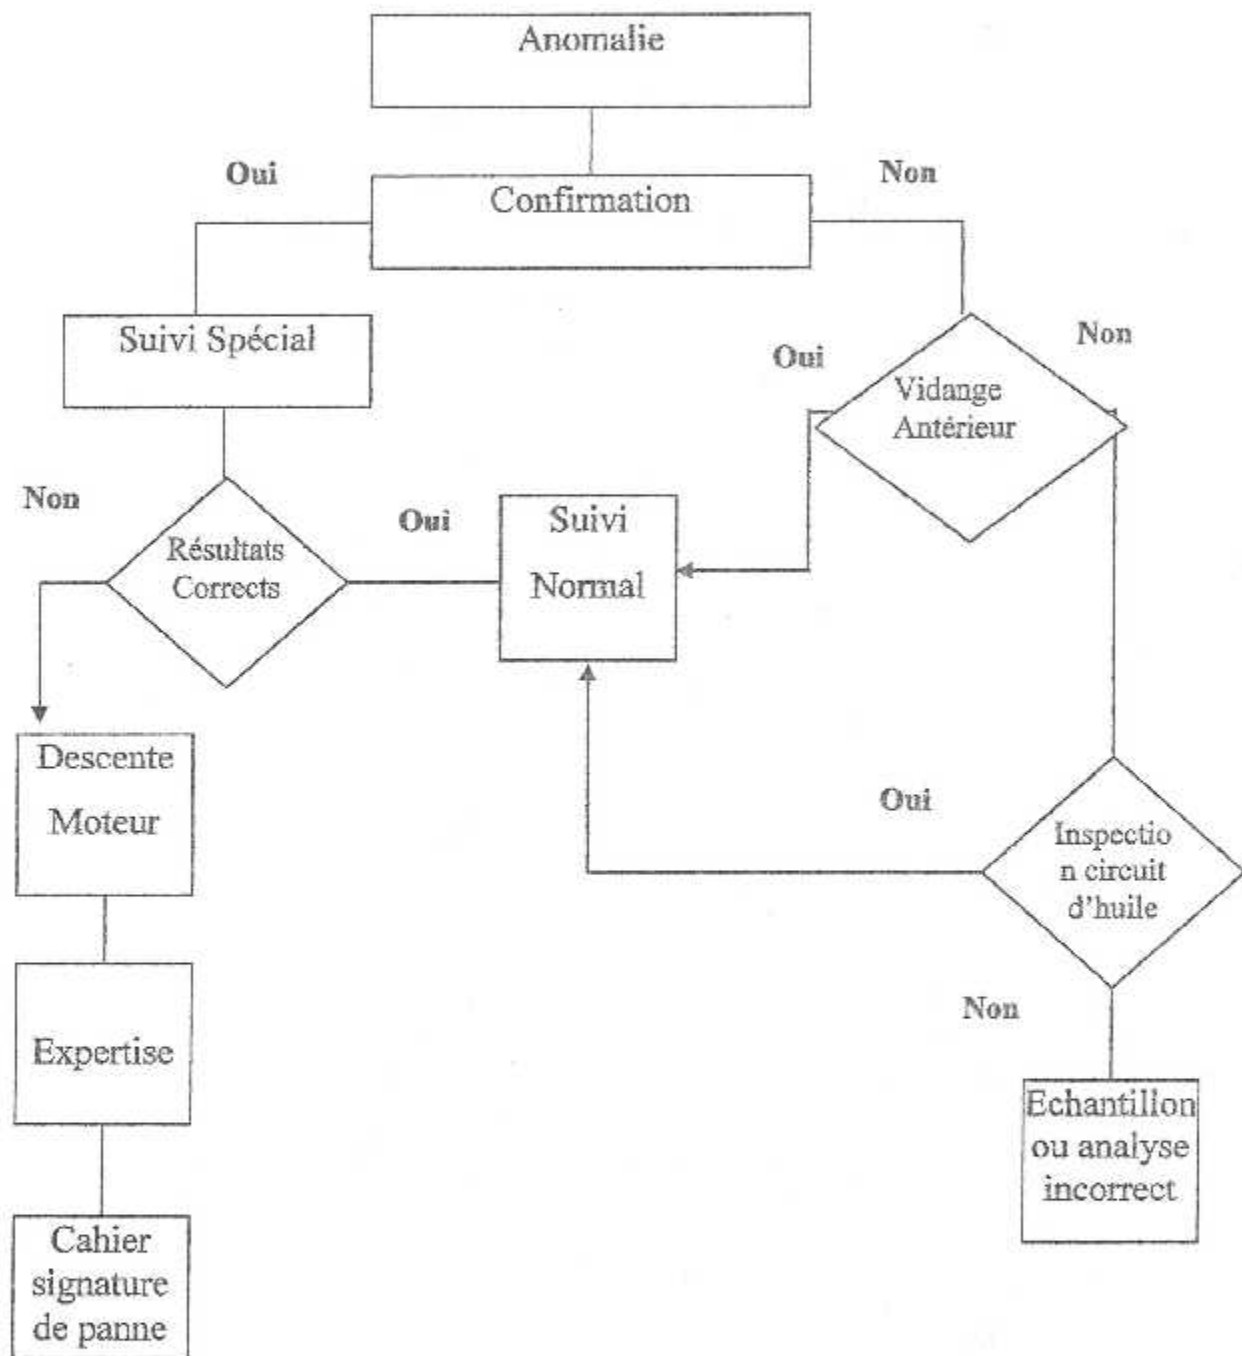 Anomalie
Oui
Non
Confirmation
Suivi Spécial
Oui
Non
Vidange
Antérieur
Non
Oui
Suivi
Normal
Résultats
Corrects
Descente
Moteur
Oui
Inspectio
n circuit
d'huile
Non
Expertise
Echantillon
ou analyse
incorrect
Cahier
signature
de panne